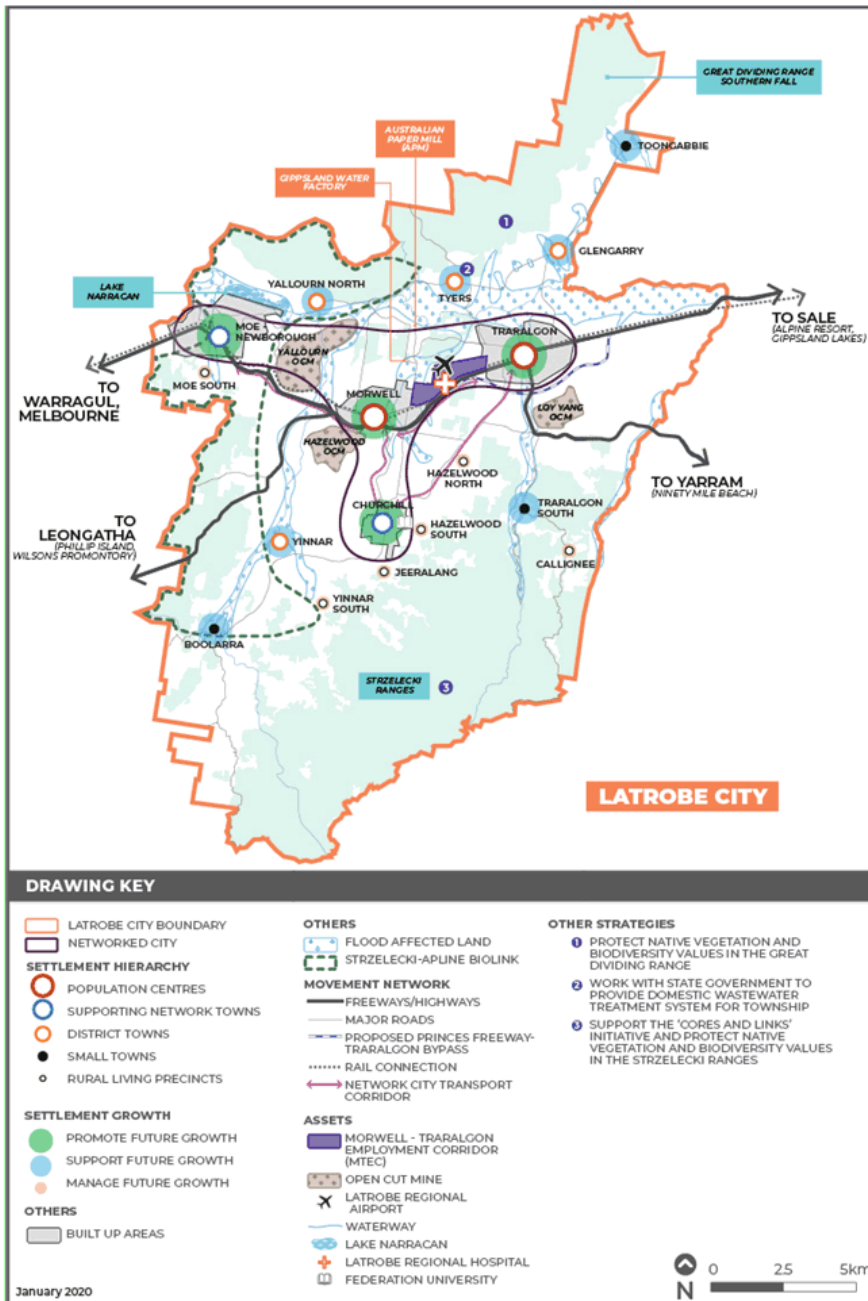 GREAT DIVIDING RANGE
SOUTHERN FALL
AUSTRALIAN
PAPER MILL
(APM)
TOONGABBIE
GIPPSLAND WATER
FACTORY
1
GLENGARRY
2
TYERS
YALLOURN NORTH
LAKE
NARRACAN
TO SALE
(ALPINE RESORT,
GIPPSLAND LAKES)
MOE -
NEWBOROUGH
TRARALGON
YALLOURN
OCM
MOE SOUTH
TO
WARRAGUL,
MELBOURNE
MORWELL
LOY YANG
OCM
HAZELWOOD
OCM
HAZELWOOD
NORTH
TO YARRAM
(NINETY MILE BEACH)
CHURCHILL
TRARALGON
SOUTH
TO
LEONGATHA
(PHILLIP ISLAND,
WILSONS PROMONTORY)
HAZELWOOD
SOUTH
YINNAR
CALLIGNEE
JEERALANG
YINNAR
SOUTH
BOOLARRA
STRZELECKI
RANGES
3
LATROBE CITY
DRAWING KEY
LATROBE CITY BOUNDARY
NETWORKED CITY
SETTLEMENT HIERARCHY
POPULATION CENTRES
SUPPORTING NETWORK TOWNS
DISTRICT TOWNS
SMALL TOWNS
RURAL LIVING PRECINCTS
SETTLEMENT GROWTH
PROMOTE FUTURE GROWTH
SUPPORT FUTURE GROWTH
MANAGE FUTURE GROWTH
OTHERS
BUILT UP AREAS
January 2020
OTHERS
FLOOD AFFECTED LAND
STRZELECKI-APLINE BIOLINK
MOVEMENT NETWORK
FREEWAYS/HIGHWAYS
MAJOR ROADS
PROPOSED PRINCES FREEWAY-
TRARALGON BYPASS
RAIL CONNECTION
NETWORK CITY TRANSPORT
CORRIDOR
ASSETS
MORWELL - TRARALGON
EMPLOYMENT CORRIDOR
(MTEC)
OPEN CUT MINE
LATROBE REGIONAL
AIRPORT
WATERWAY
LAKE NARRACAN
LATROBE REGIONAL HOSPITAL
FEDERATION UNIVERSITY
OTHER STRATEGIES
1 PROTECT NATIVE VEGETATION AND
BIODIVERSITY VALUES IN THE GREAT
DIVIDING RANGE
2 WORK WITH STATE GOVERNMENT TO
PROVIDE DOMESTIC WASTEWATER
TREATMENT SYSTEM FOR TOWNSHIP
3 SUPPORT THE 'CORES AND LINKS'
INITIATIVE AND PROTECT NATIVE
VEGETATION AND BIODIVERSITY VALUES
IN THE STRZELECKI RANGES
N
0 2.5 5km